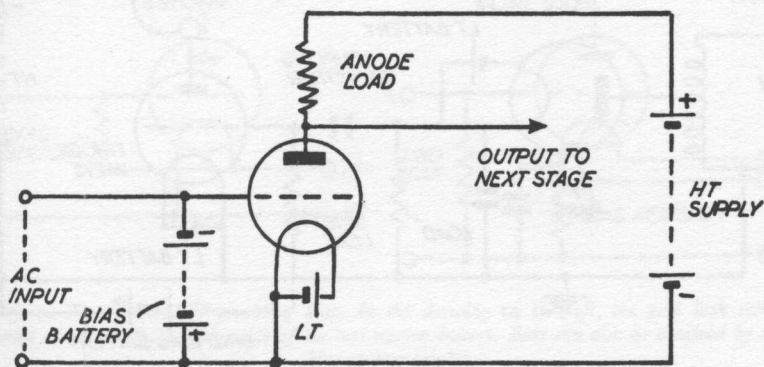 ANODE
LOAD
OUTPUT TO
NEXT STAGE
+
HT
SUPPLY
-
-
AC
INPUT
BIAS
BATTERY
+
LT